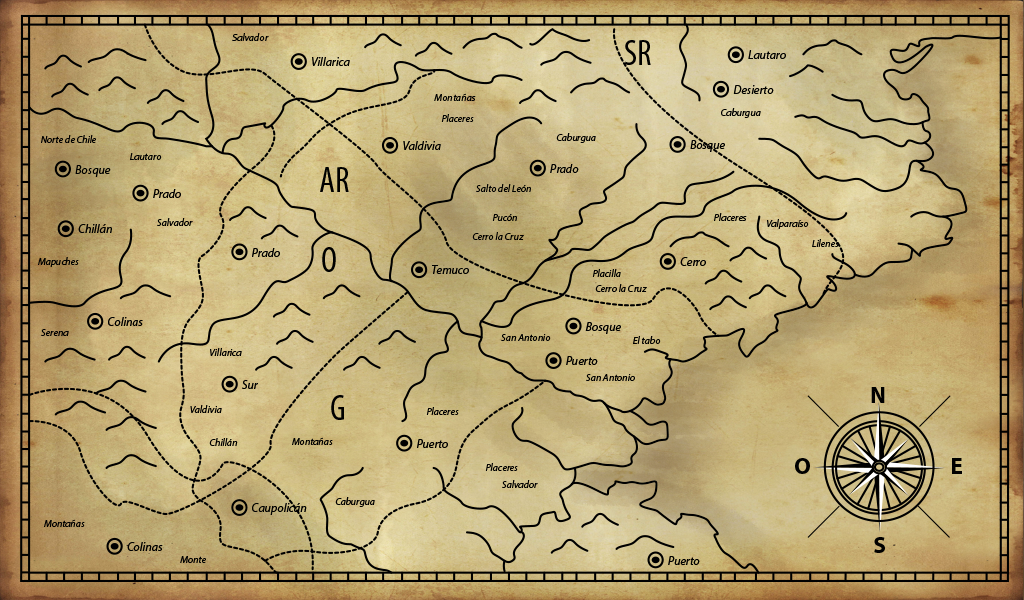 Salvador
SR
Villarica
Lautaro
Desierto
Montañas
Placeres
Caburgua
Norte de Chile
Lautaro
Valdivia
Caburgua
Bosque
Bosque
Prado
AR
Prado
Salto del León
Chillán
Salvador
Pucón
Placeres
Valparaíso
Cerro la Cruz
Lilenes
Mapuches
Prado
O
Temuco
Cerro
Placilla
Cerro la Cruz
Colinas
Serena
Bosque
San Antonio
El tabo
Villarica
Puerto
Sur
San Antonio
Valdivia
G
Placeres
N
Chillán
Montañas
Puerto
Placeres
O
E
Salvador
Caburgua
Caupolicán
Montañas
S
Colinas
Monte
Puerto